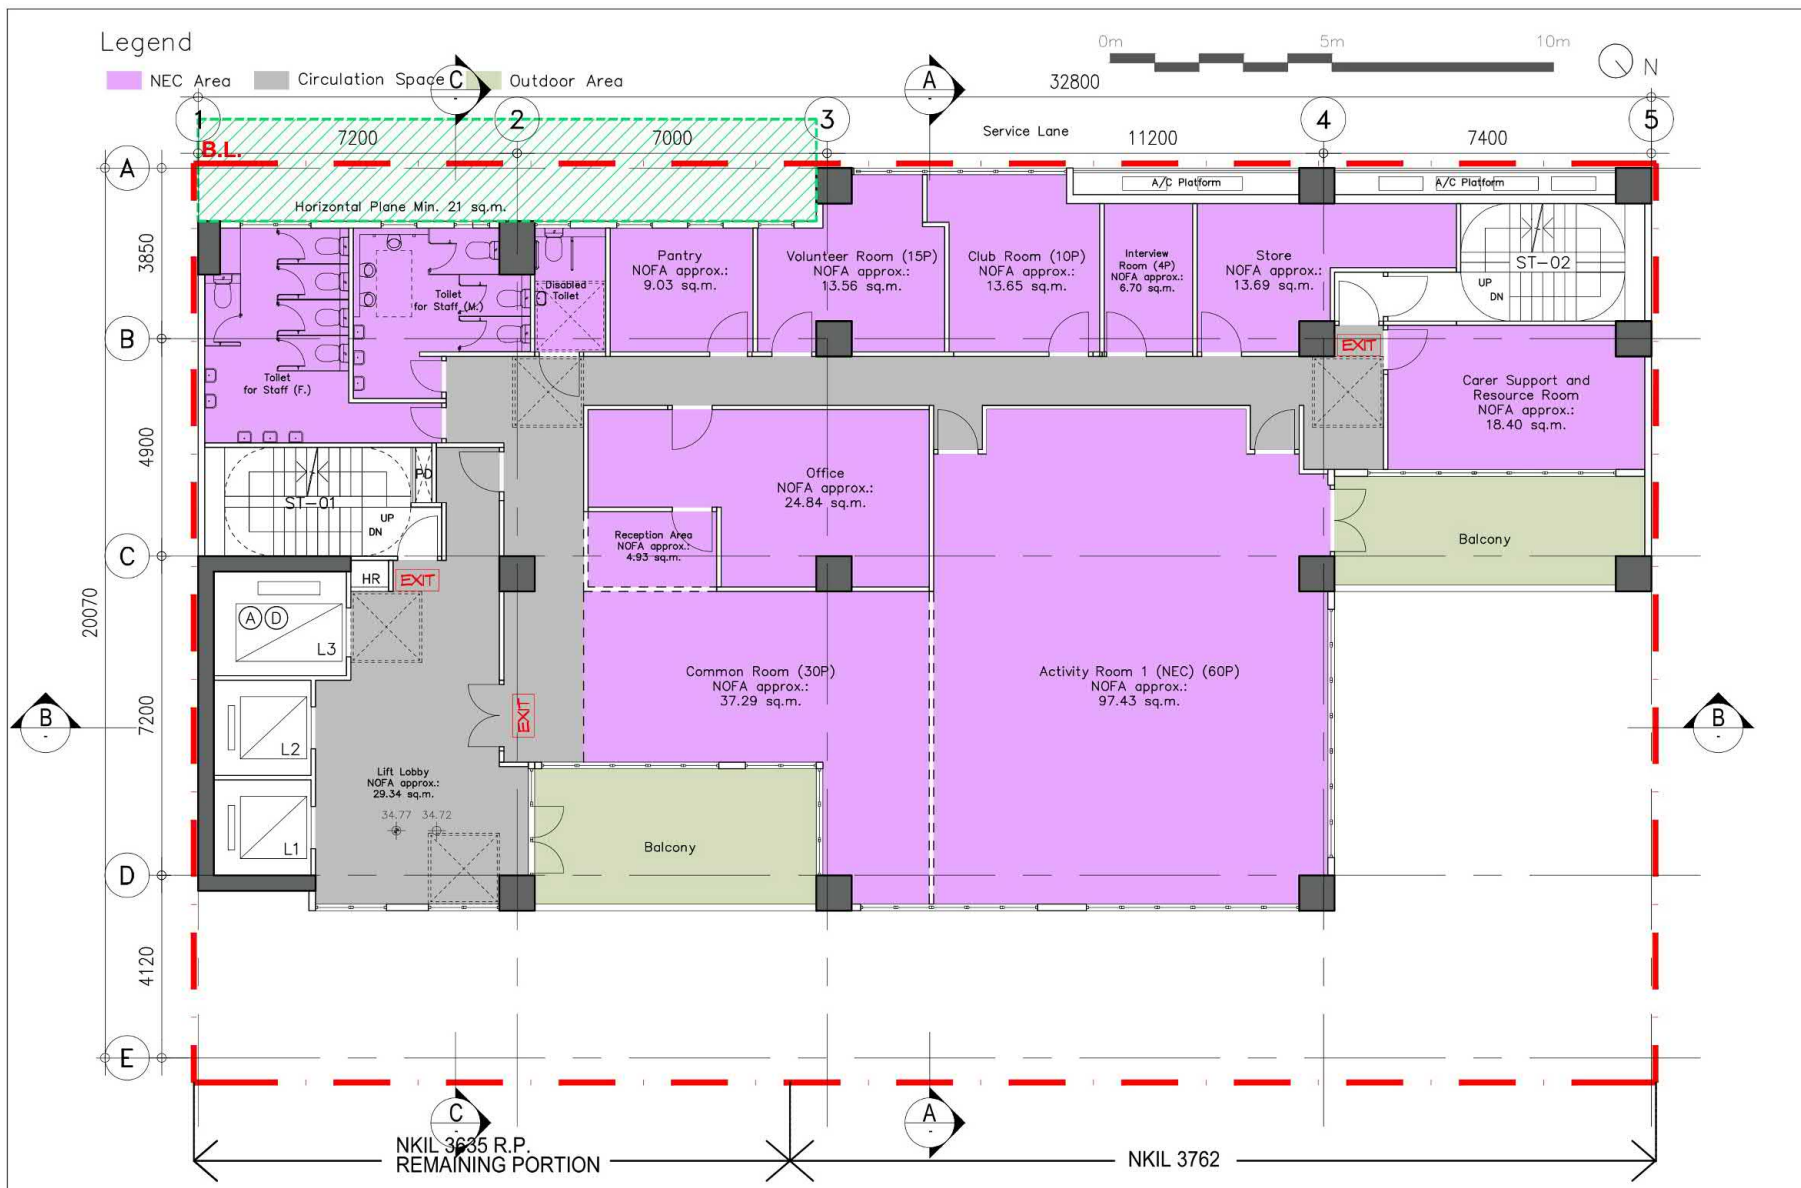 Legend
NEC Area
Circulation Space
Outdoor Area
0m
5m
10m
N
32800
C
-
A
-
1
2
3
4
5
7200
7000
11200
7400
Service Lane
B.L.
A
B
C
D
E
3850
4900
7200
4120
20070
Horizontal Plane Min. 21 sq.m.
A/C Platform
A/C Platform
Pantry
NOFA approx.:
9.03 sq.m.
Volunteer Room (15P)
NOFA approx.:
13.56 sq.m.
Club Room (10P)
NOFA approx.:
13.65 sq.m.
Interview
Room (4P)
NOFA approx.:
6.70 sq.m.
Store
NOFA approx.:
13.69 sq.m.
ST-02
UP
DN
Disabled
Toilet
Toilet
for Staff (M.)
Toilet
for Staff (F.)
EXIT
Carer Support and
Resource Room
NOFA approx.:
18.40 sq.m.
Office
NOFA approx.:
24.84 sq.m.
PD
ST-01
UP
DN
Reception Area
NOFA approx.:
4.93 sq.m.
Balcony
HR
EXIT
A D
L3
Common Room (30P)
NOFA approx.:
37.29 sq.m.
Activity Room 1 (NEC) (60P)
NOFA approx.:
97.43 sq.m.
EXIT
B
-
B
-
L2
Lift Lobby
NOFA approx.:
29.34 sq.m.
34.77
34.72
L1
Balcony
C
-
A
-
NKIL 3635 R.P.
REMAINING PORTION
NKIL 3762